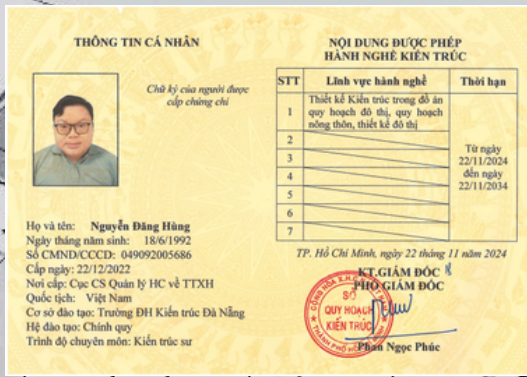 THÔNG TIN CÁ NHÂN
Chữ ký của người được
cấp chứng chỉ
Họ và tên: Nguyễn Đăng Hùng
Ngày tháng năm sinh: 18/6/1992
Số CMND/CCCD: 049092005686
Cấp ngày: 22/12/2022
Nơi cấp: Cục CS Quản lý HC về TTXH
Quốc tịch: Việt Nam
Cơ sở đào tạo: Trường ĐH Kiến trúc Đà Nẵng
Hệ đào tạo: Chính quy
Trình độ chuyên môn: Kiến trúc sư
NỘI DUNG ĐƯỢC PHÉP
HÀNH NGHỀ KIẾN TRÚC
STT Lĩnh vực hành nghề Thời hạn
1 Thiết kế Kiến trúc trong đồ án
quy hoạch đô thị, quy hoạch
nông thôn, thiết kế đô thị
2
3
4
5
6
7
Từ ngày
22/11/2024
đến ngày
22/11/2034
TP. Hồ Chí Minh, ngày 22 tháng 11 năm 2024
KT.GIÁM ĐỐC
PHÓ GIÁM ĐỐC
SỞ
QUY HOẠCH
KIẾN TRÚC
Phan Ngọc Phúc